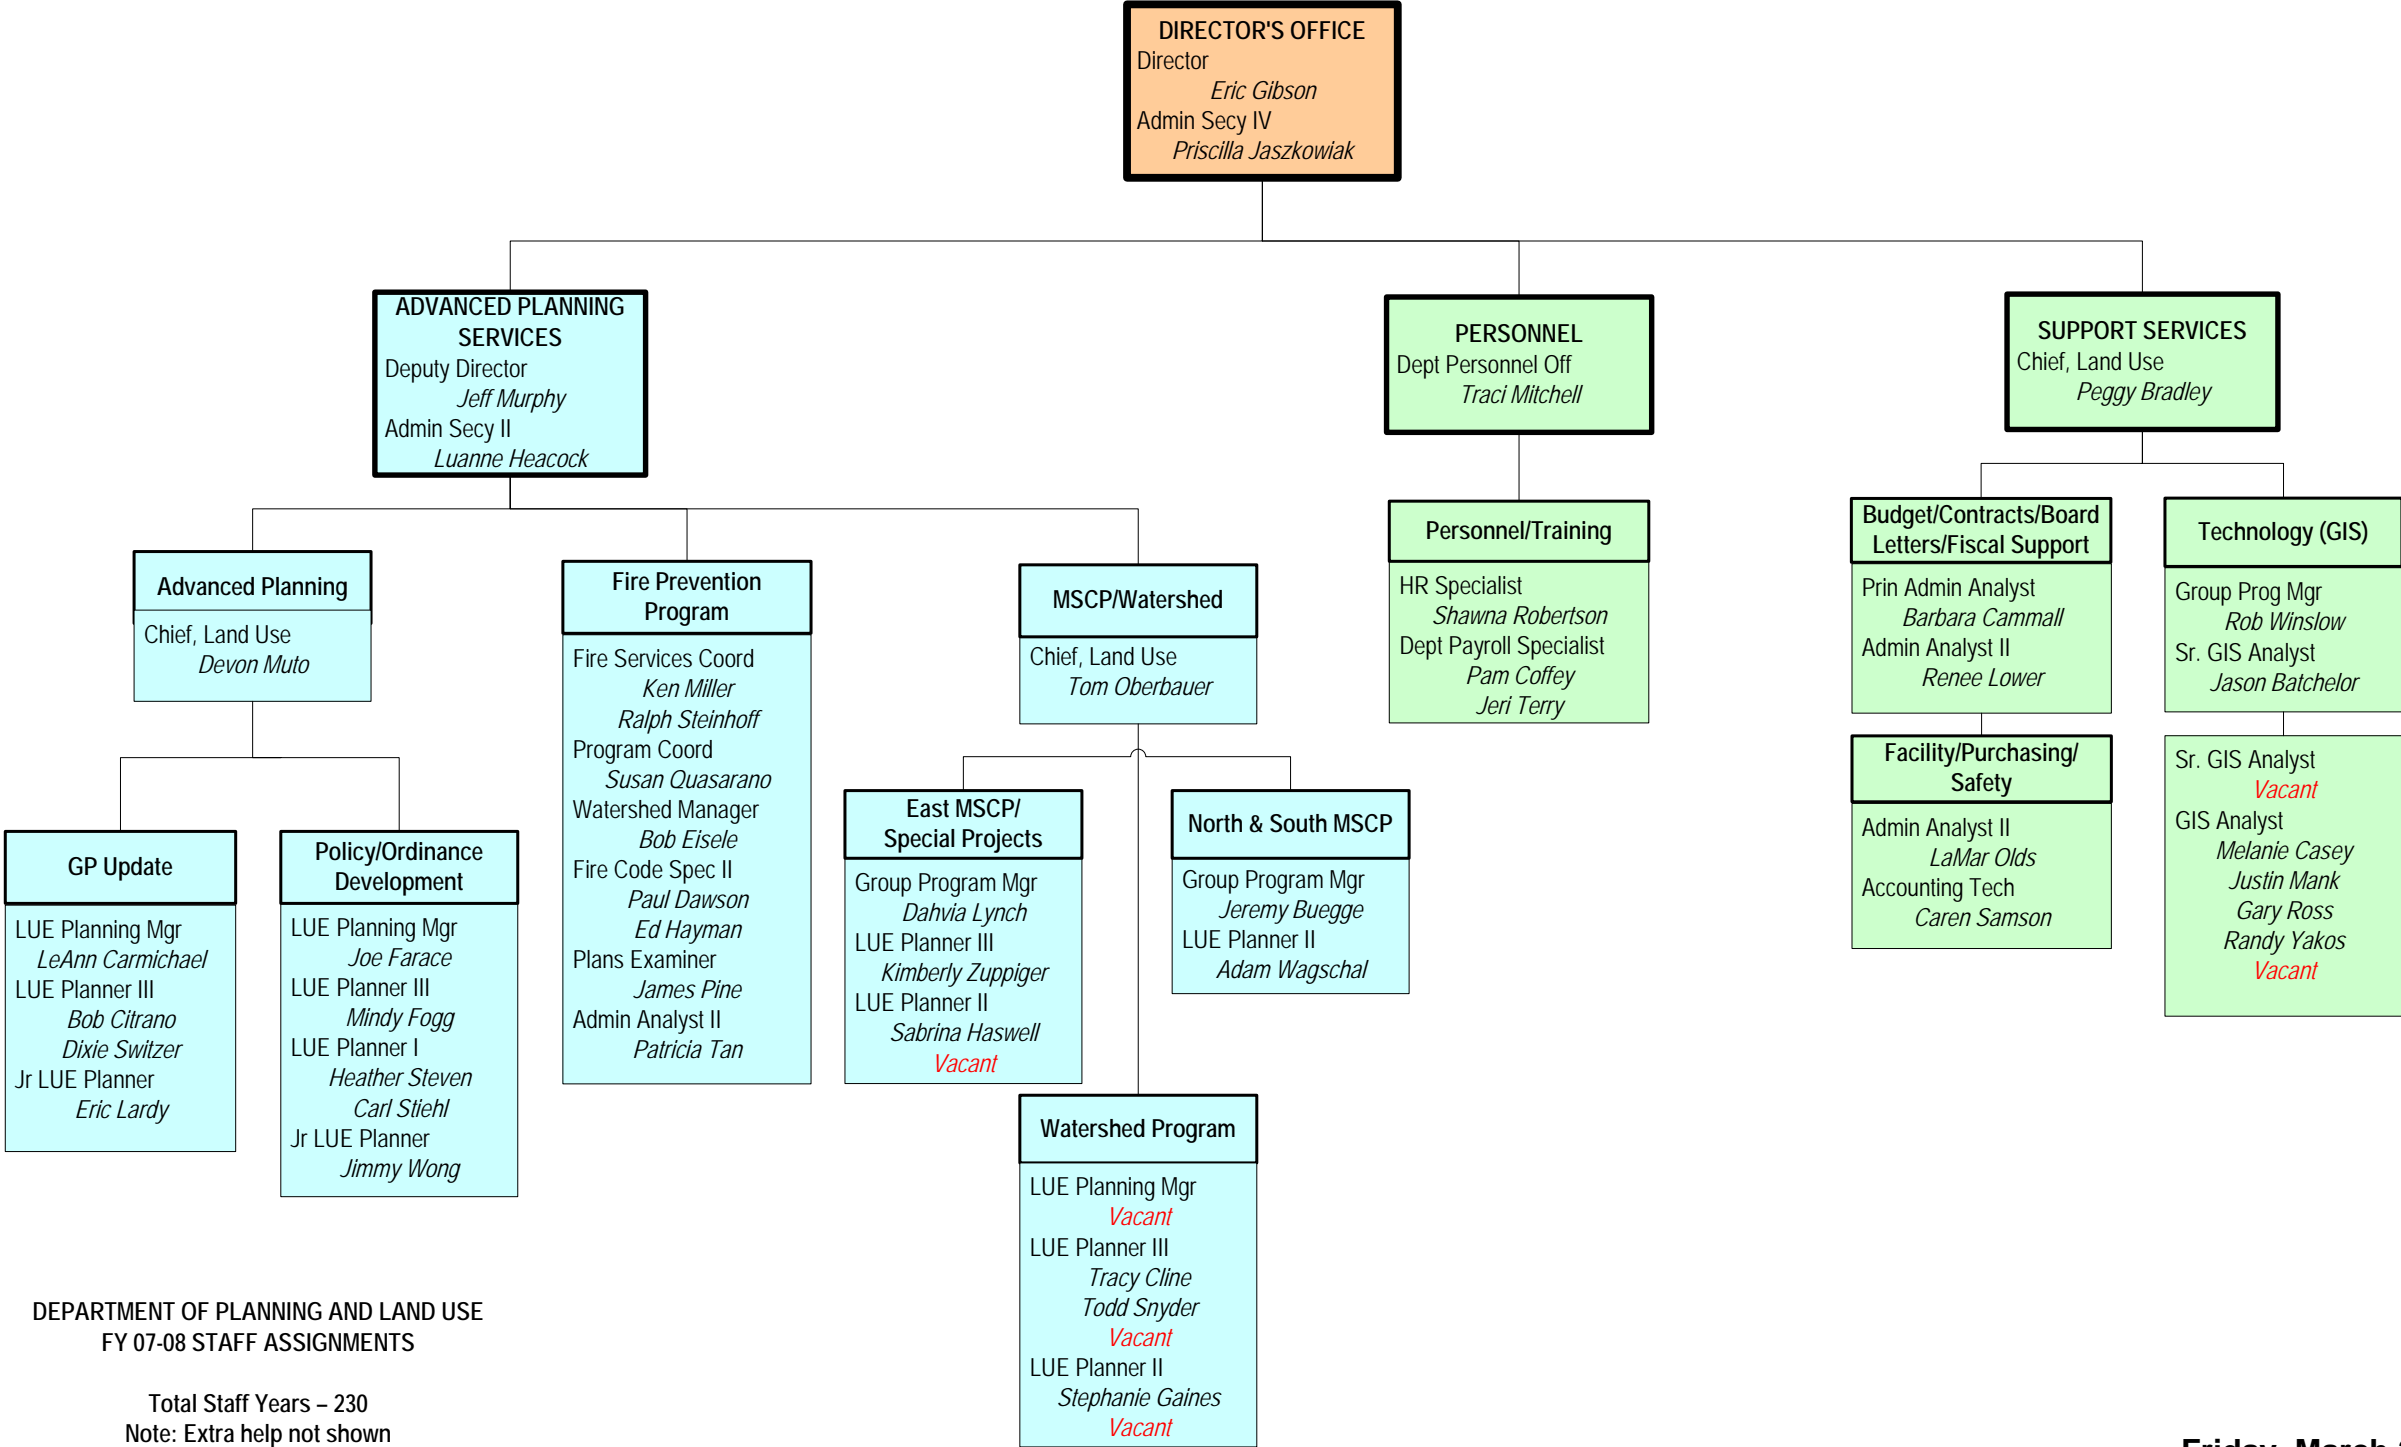 DIRECTOR'S OFFICE
Director
Eric Gibson
Admin Secy IV
Priscilla Jaszkowiak
ADVANCED PLANNING
SERVICES
Deputy Director
Jeff Murphy
Admin Secy II
Luanne Heacock
PERSONNEL
Dept Personnel Off
Traci Mitchell
SUPPORT SERVICES
Chief, Land Use
Peggy Bradley
Advanced Planning
Chief, Land Use
Devon Muto
Fire Prevention
Program
Fire Services Coord
Ken Miller
Ralph Steinhoff
Program Coord
Susan Quasarano
Watershed Manager
Bob Eisele
Fire Code Spec II
Paul Dawson
Ed Hayman
Plans Examiner
James Pine
Admin Analyst II
Patricia Tan
MSCP/Watershed
Chief, Land Use
Tom Oberbauer
Personnel/Training
HR Specialist
Shawna Robertson
Dept Payroll Specialist
Pam Coffey
Jeri Terry
Budget/Contracts/Board
Letters/Fiscal Support
Prin Admin Analyst
Barbara Cammall
Admin Analyst II
Renee Lower
Technology (GIS)
Group Prog Mgr
Rob Winslow
Sr. GIS Analyst
Jason Batchelor
Facility/Purchasing/
Safety
Admin Analyst II
LaMar Olds
Accounting Tech
Caren Samson
Sr. GIS Analyst
Vacant
GIS Analyst
Melanie Casey
Justin Mank
Gary Ross
Randy Yakos
Vacant
GP Update
LUE Planning Mgr
LeAnn Carmichael
LUE Planner III
Bob Citrano
Dixie Switzer
Jr LUE Planner
Eric Lardy
Policy/Ordinance
Development
LUE Planning Mgr
Joe Farace
LUE Planner III
Mindy Fogg
LUE Planner I
Heather Steven
Carl Stiehl
Jr LUE Planner
Jimmy Wong
East MSCP/
Special Projects
Group Program Mgr
Dahvia Lynch
LUE Planner III
Kimberly Zuppiger
LUE Planner II
Sabrina Haswell
Vacant
North & South MSCP
Group Program Mgr
Jeremy Buegge
LUE Planner II
Adam Wagschal
Watershed Program
LUE Planning Mgr
Vacant
LUE Planner III
Tracy Cline
Todd Snyder
Vacant
LUE Planner II
Stephanie Gaines
Vacant
DEPARTMENT OF PLANNING AND LAND USE
FY 07-08 STAFF ASSIGNMENTS
Total Staff Years – 230
Note: Extra help not shown
Friday, March